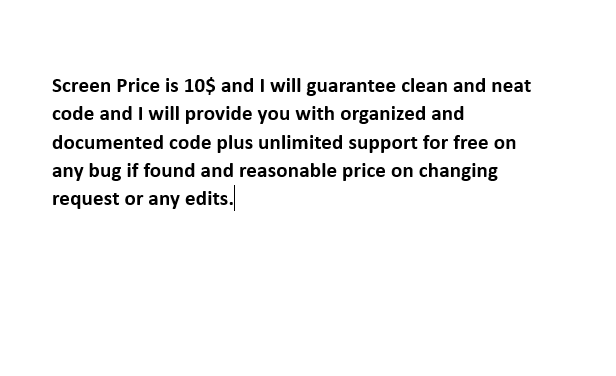 Screen Price is 10$ and I will guarantee clean and neat
code and I will provide you with organized and
documented code plus unlimited support for free on
any bug if found and reasonable price on changing
request or any edits.